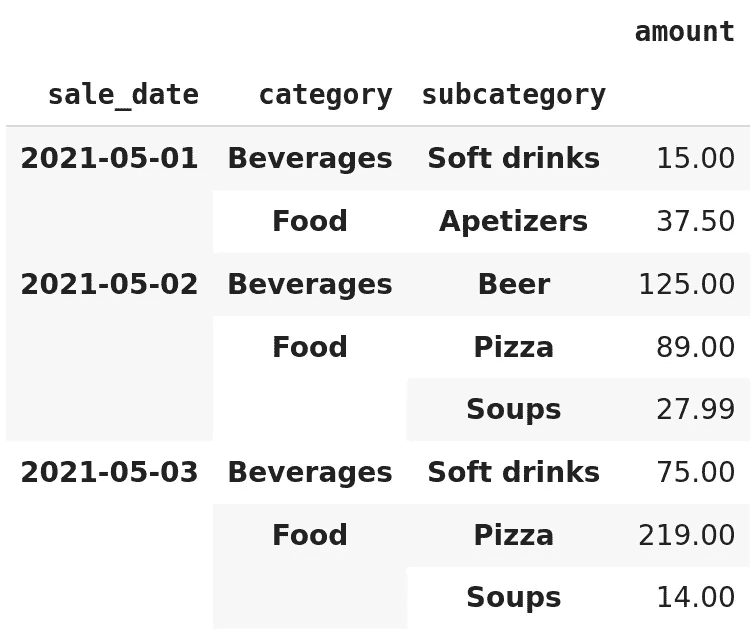 amount
sale_date category subcategory
2021-05-01 Beverages Soft drinks 15.00
Food Apetizers 37.50
2021-05-02 Beverages Beer 125.00
Food Pizza 89.00
Soups 27.99
2021-05-03 Beverages Soft drinks 75.00
Food Pizza 219.00
Soups 14.00